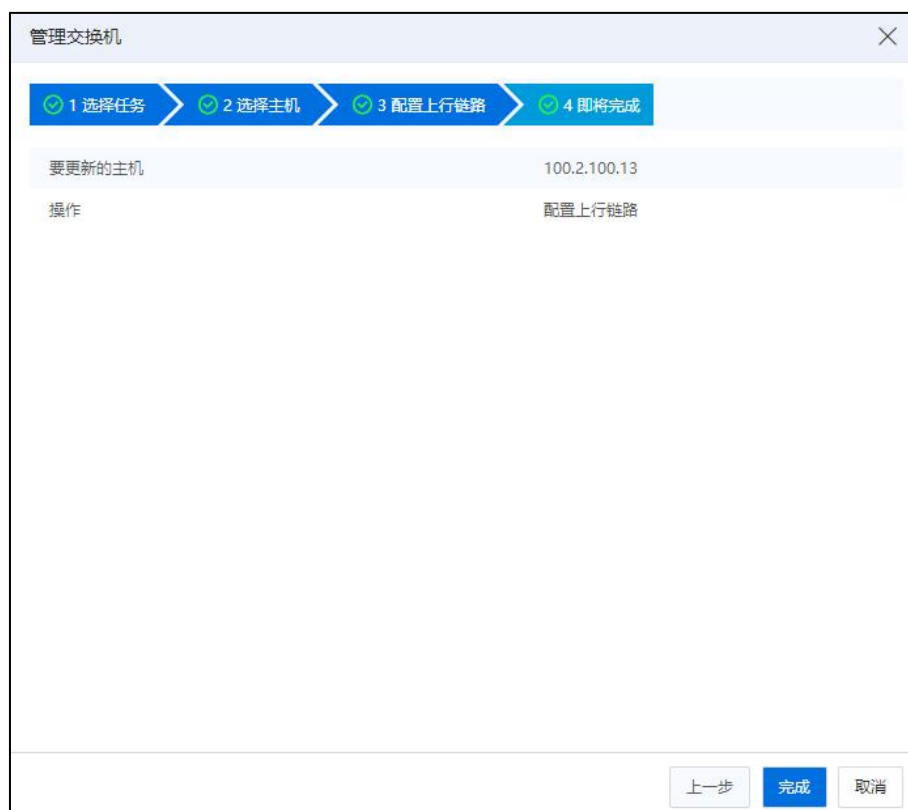 管理交换机
1 选择任务 2 选择主机 3 配置上行链路 4 即将完成
要更新的主机 100.2.100.13
操作 配置上行链路
上一步 完成 取消